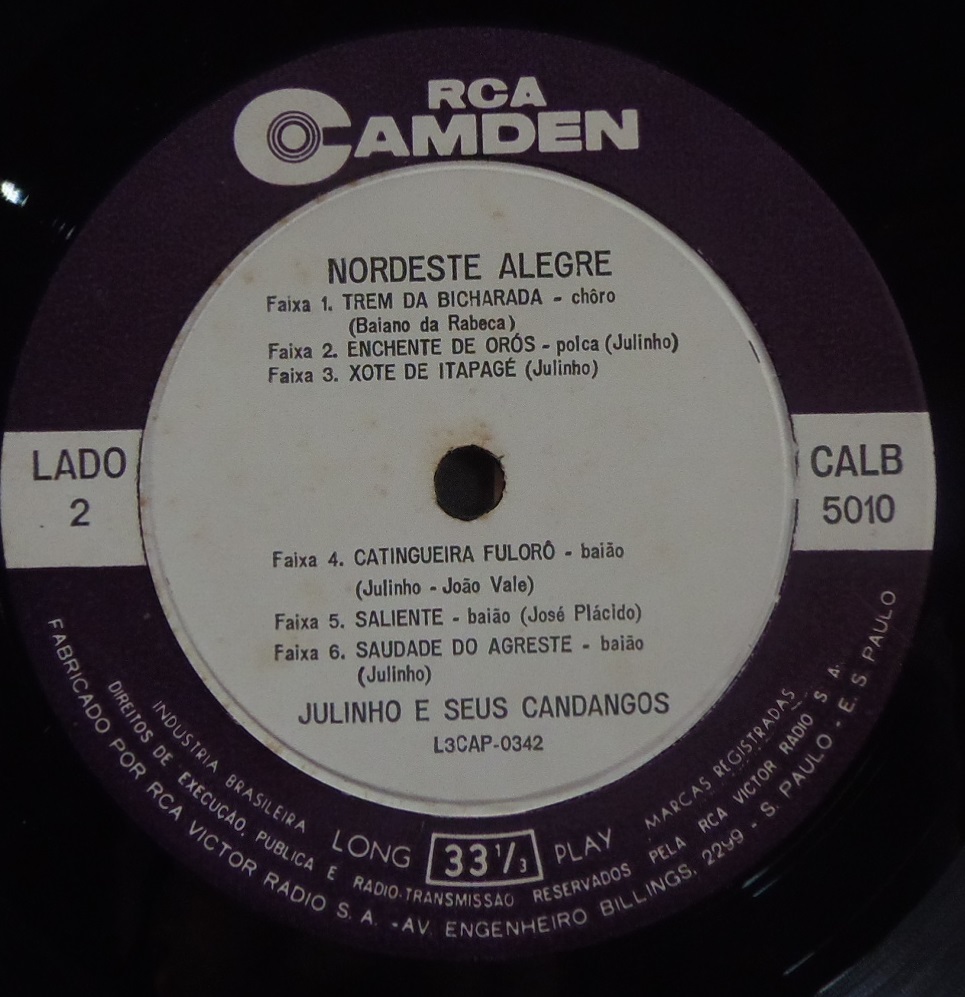 RCA
CAMDEN
NORDESTE ALEGRE
Faixa 1. TREM DA BICHARADA - chôro
(Baiano da Rabeca)
Faixa 2. ENCHENTE DE ORÓS - polca (Julinho)
Faixa 3. XOTE DE ITAPAGÉ (Julinho)
LADO
2
CALB
5010
Faixa 4. CATINGUEIRA FULORÔ - baião
(Julinho - João Vale)
Faixa 5. SALIENTE - baião (José Plácido)
Faixa 6. SAUDADE DO AGRESTE - baião
(Julinho)
JULINHO E SEUS CANDANGOS
L3CAP-0342
LONG 33 1/3 PLAY
INDUSTRIA BRASILEIRA
MARCAS REGISTRADAS
DIREITOS DE EXECUÇAO, PUBLICA E RADIO-TRANSMISSAO RESERVADOS PELA RCA VICTOR RADIO S. A.
FABRICADO POR RCA VICTOR RADIO S. A. - AV. ENGENHEIRO BILLINGS, 2299 - S. PAULO - E. S. PAULO